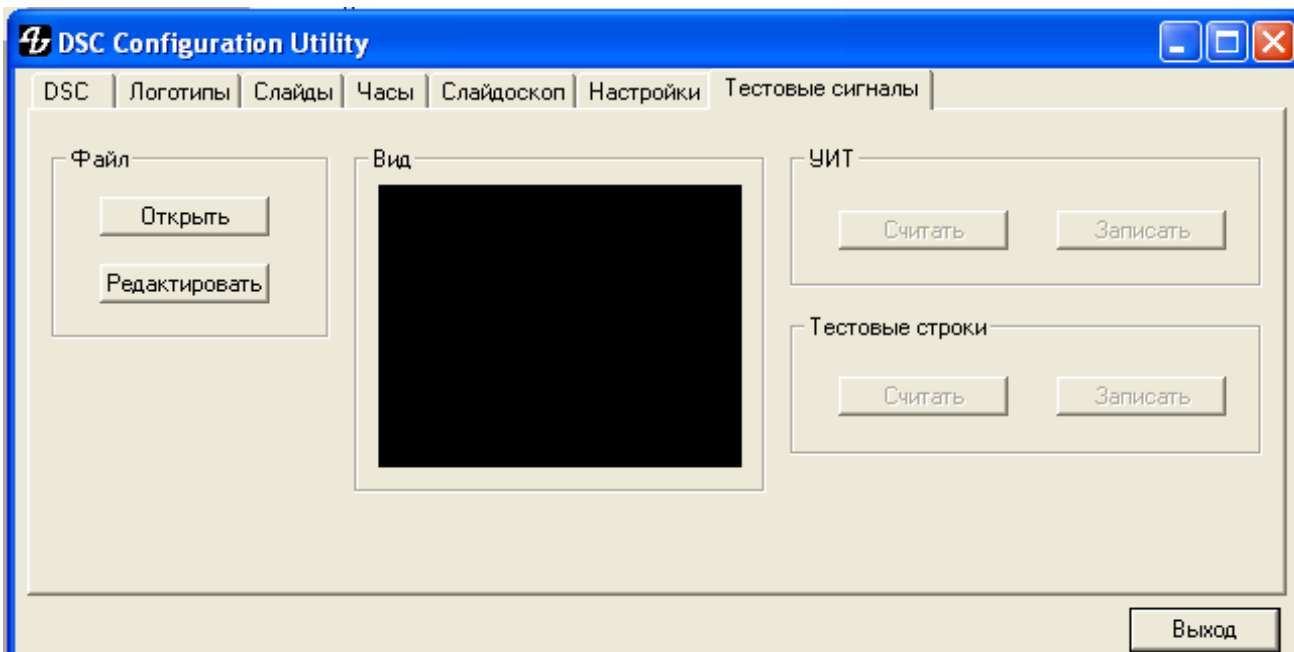 DSC Configuration Utility
DSC Логотипы Слайды Часы Слайдоскоп Настройки Тестовые сигналы
Файл
Открыть
Редактировать
Вид
УИТ
Считать Записать
Тестовые строки
Считать Записать
Выход